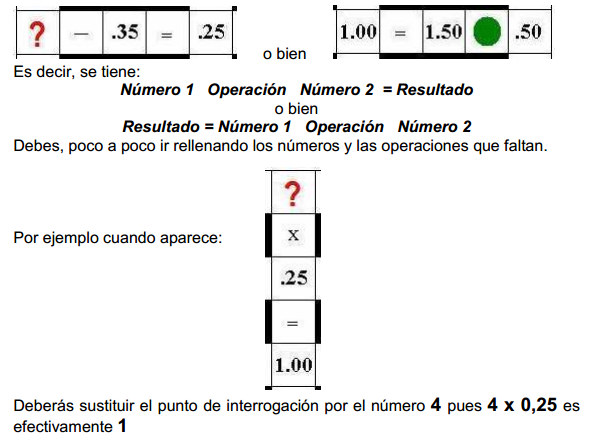 ? — .35 = .25 o bien 1.00 = 1.50 .50
Es decir, se tiene:
Número 1 Operación Número 2 = Resultado
o bien
Resultado = Número 1 Operación Número 2
Debes, poco a poco ir rellenando los números y las operaciones que faltan.
?
x
Por ejemplo cuando aparece:
.25
=
1.00
Deberás sustituir el punto de interrogación por el número 4 pues 4 x 0,25 es
efectivamente 1